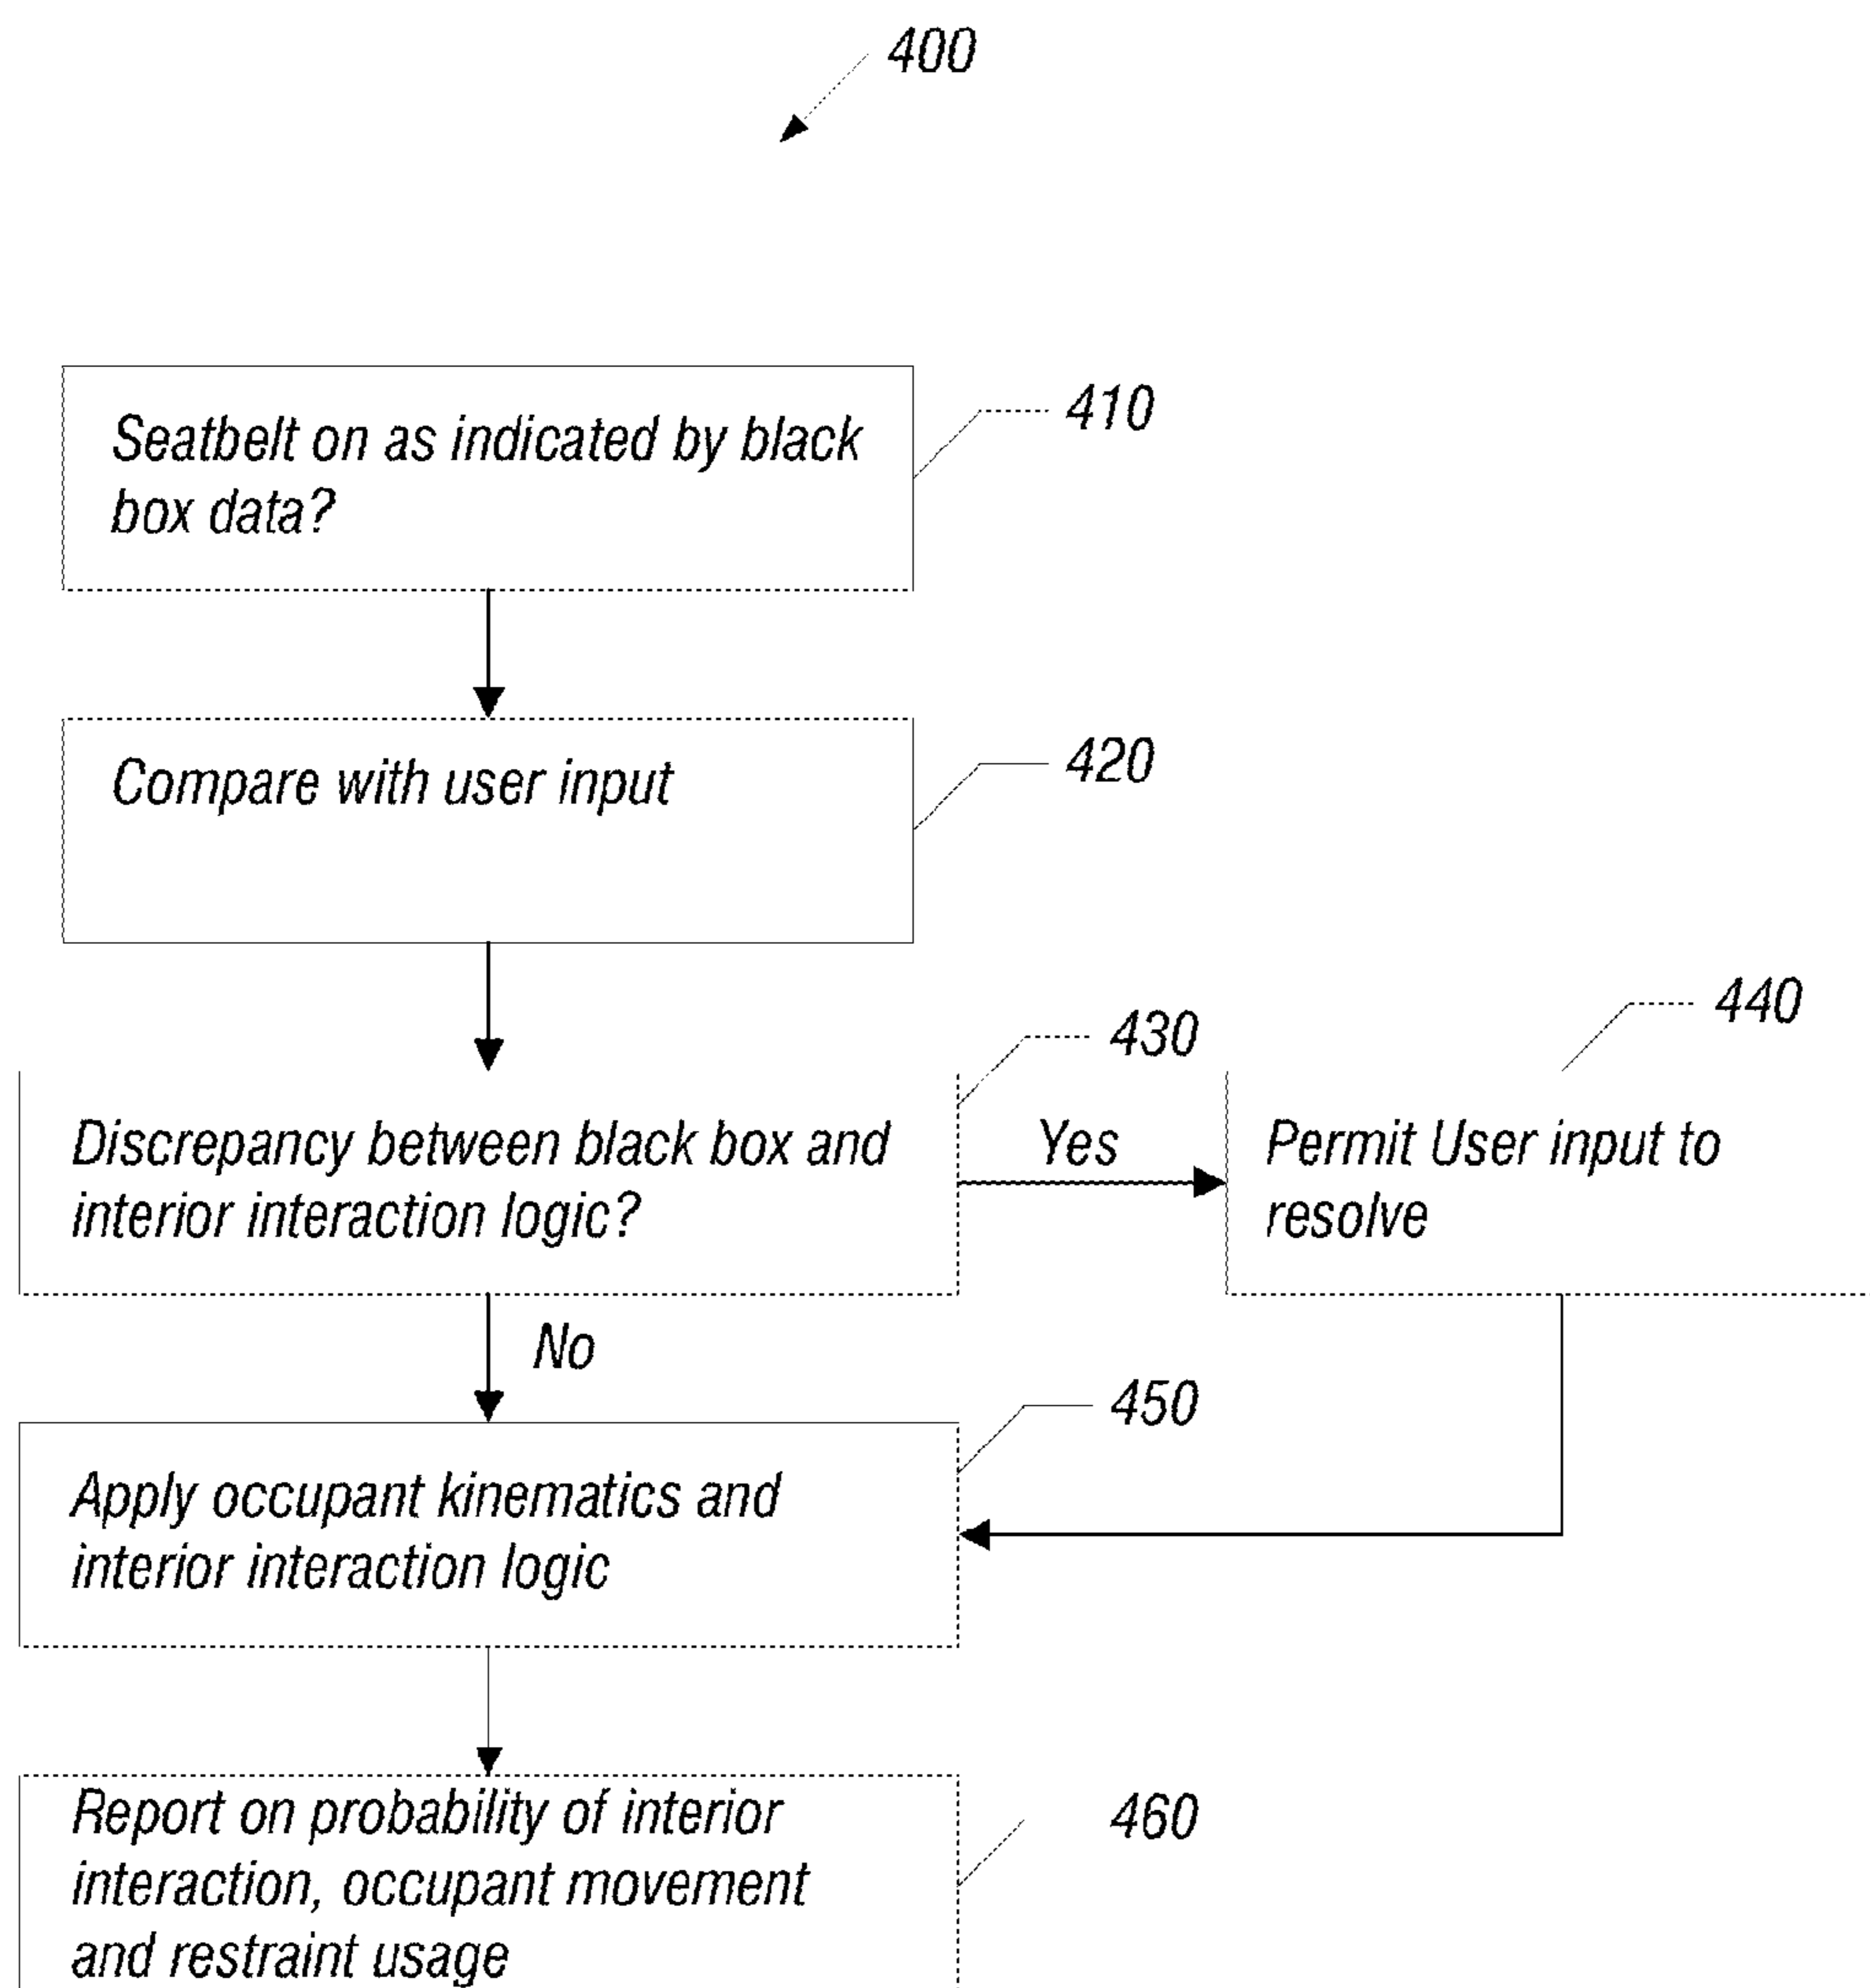 400
Seatbelt on as indicated by black
box data?
410
Compare with user input
420
430
440
Discrepancy between black box and
interior interaction logic?
Yes
Permit User input to
resolve
No
450
Apply occupant kinematics and
interior interaction logic
Report on probability of interior
interaction, occupant movement
and restraint usage
460